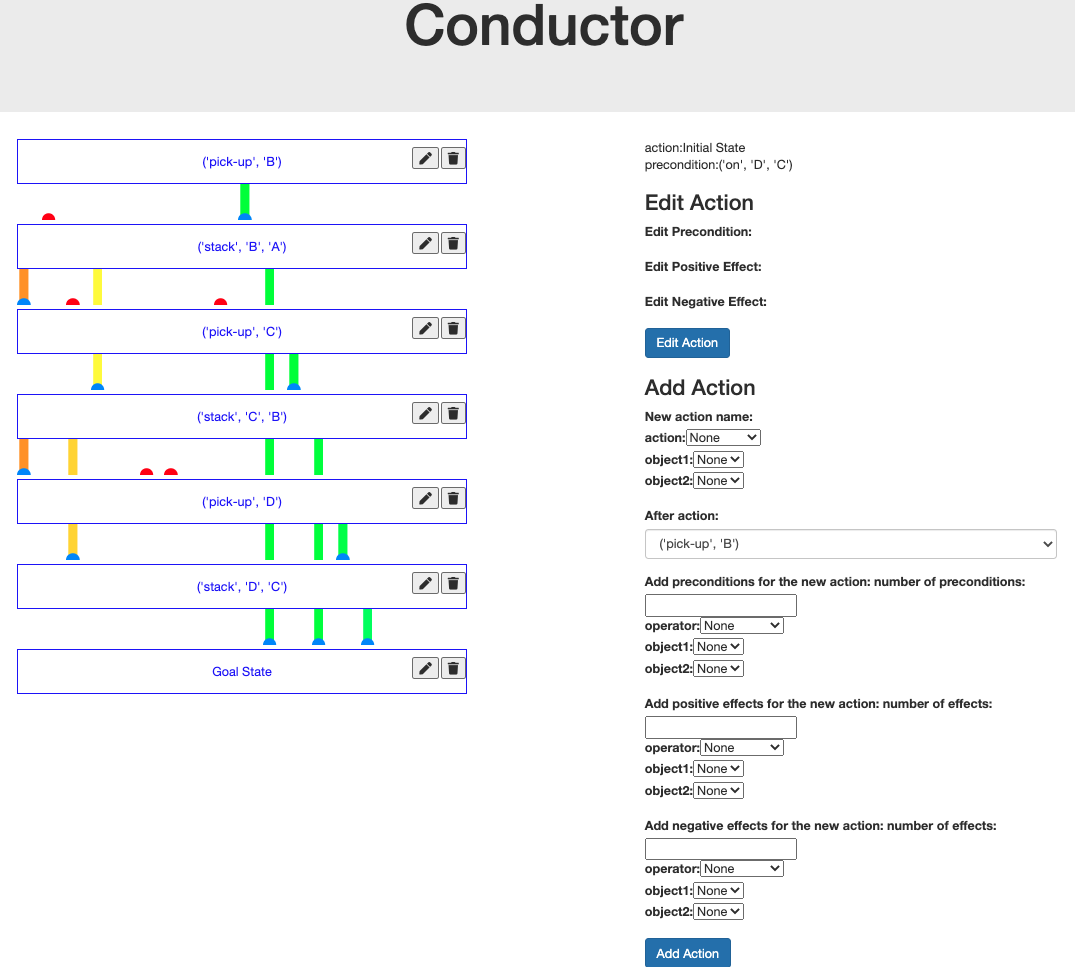 Conductor
('pick-up', 'B')
('stack', 'B', 'A')
('pick-up', 'C')
('stack', 'C', 'B')
('pick-up', 'D')
('stack', 'D', 'C')
Goal State
action:Initial State
precondition:('on', 'D', 'C')
Edit Action
Edit Precondition:
Edit Positive Effect:
Edit Negative Effect:
Edit Action
Add Action
New action name:
action: None
object1: None
object2: None
After action:
('pick-up', 'B')
Add preconditions for the new action: number of preconditions:
operator: None
object1: None
object2: None
Add positive effects for the new action: number of effects:
operator: None
object1: None
object2: None
Add negative effects for the new action: number of effects:
operator: None
object1: None
object2: None
Add Action